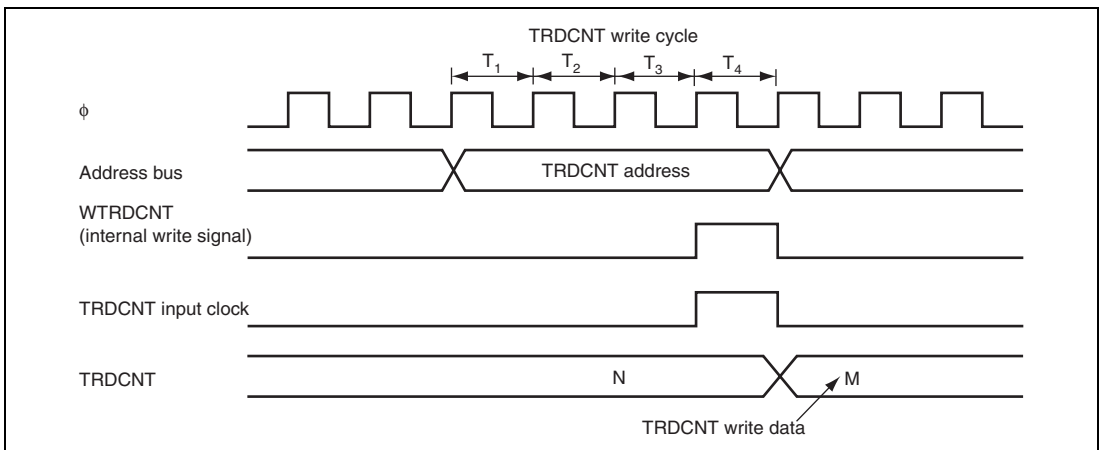 TRDCNT write cycle
T1 T2 T3 T4
ϕ
Address bus
TRDCNT address
WTRDCNT
(internal write signal)
TRDCNT input clock
TRDCNT
N
M
TRDCNT write data